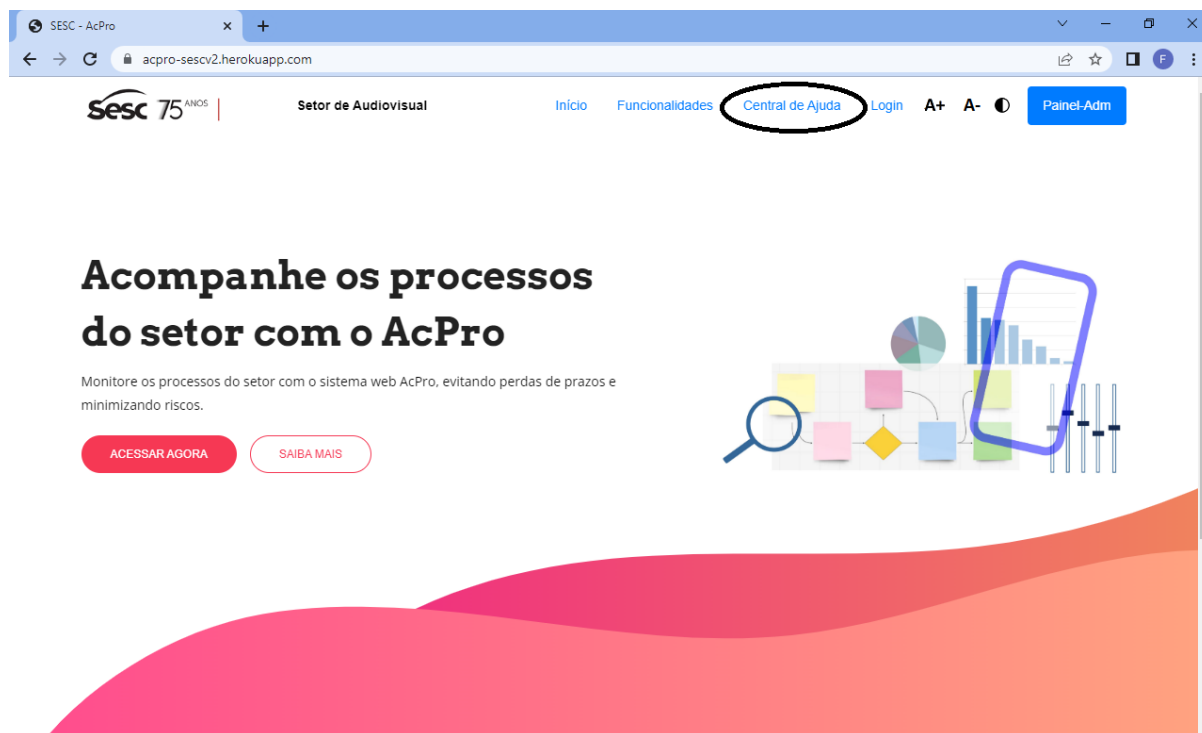 SESC - AcPro
acpro-sescv2.herokuapp.com
F
Sesc 75 ANOS
Setor de Audiovisual
Início
Funcionalidades
Central de Ajuda
Login
A+
A-
Painel-Adm
Acompanhe os processos
do setor com o AcPro
Monitore os processos do setor com o sistema web AcPro, evitando perdas de prazos e
minimizando riscos.
ACESSAR AGORA
SAIBA MAIS